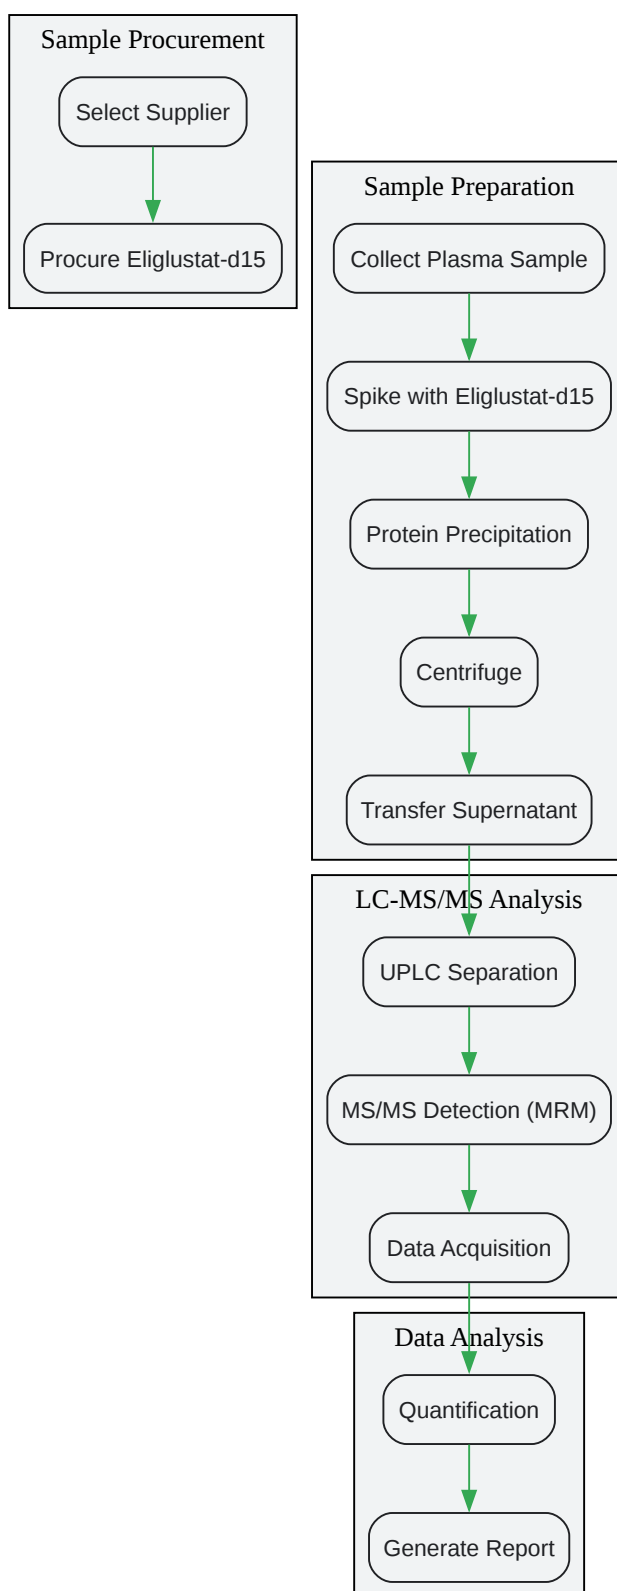 Sample Procurement
Select Supplier
Procure Eliglustat-d15
Sample Preparation
Collect Plasma Sample
Spike with Eliglustat-d15
Protein Precipitation
Centrifuge
Transfer Supernatant
LC-MS/MS Analysis
UPLC Separation
MS/MS Detection (MRM)
Data Acquisition
Data Analysis
Quantification
Generate Report